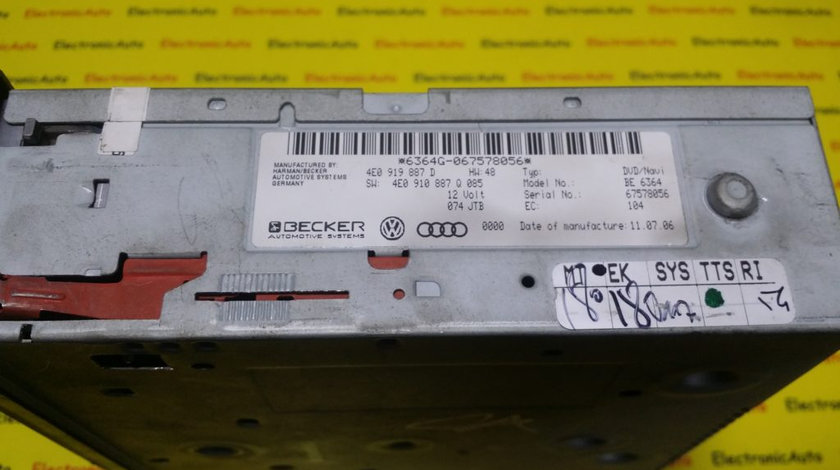 ElectronicAuto
*6364G-067578056*
MANUFACTURED BY:
HARMAN/BECKER
AUTOMOTIVE SYSTEMS
GERMANY
4E0 919 887 D HW: 48 Typ: DVD/Navi
SW: 4E0 910 887 Q 085 Model No.: BE 6364
12 Volt Serial No.: 67578056
074 JTB EC: 104
BECKER
AUTOMOTIVE SYSTEMS
0000 Date of manufacture: 11.07.06
EK SYS TTS RI